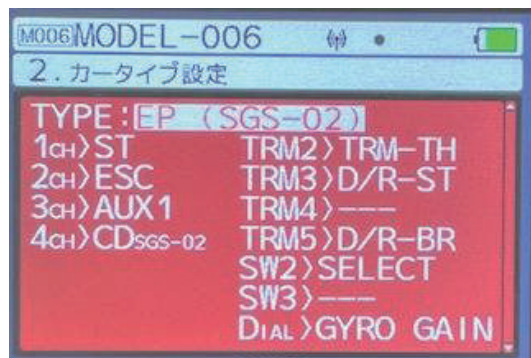 M006 MODEL-006
2.カータイプ設定
TYPE:EP (SGS-02)
1CH〉ST
2CH〉ESC
3CH〉AUX1
4CH〉CDSGS-02
TRM2〉TRM-TH
TRM3〉D/R-ST
TRM4〉---
TRM5〉D/R-BR
SW2〉SELECT
SW3〉---
DIAL〉GYRO GAIN